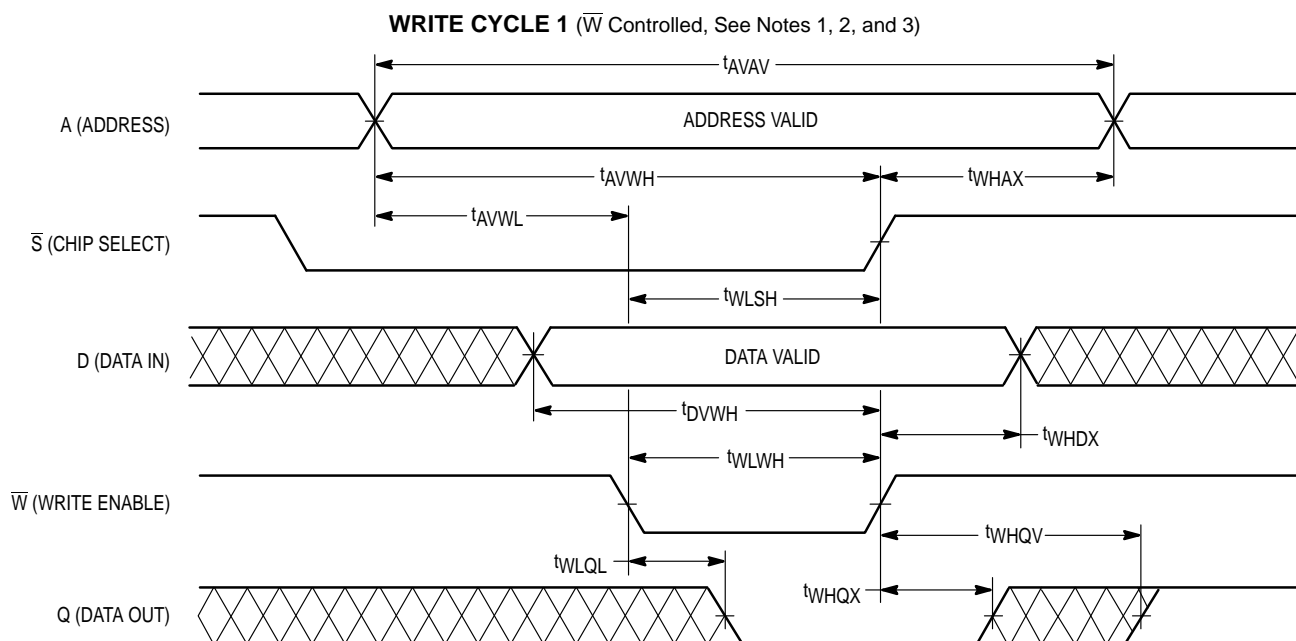 WRITE CYCLE 1 (W̅ Controlled, See Notes 1, 2, and 3)
tAVAV
A (ADDRESS)
ADDRESS VALID
tAVWH
tWHAX
tAVWL
S̅ (CHIP SELECT)
tWLSH
D (DATA IN)
DATA VALID
tDVWH
tWHDX
tWLWH
W̅ (WRITE ENABLE)
tWHQV
tWLQL
tWHQX
Q (DATA OUT)